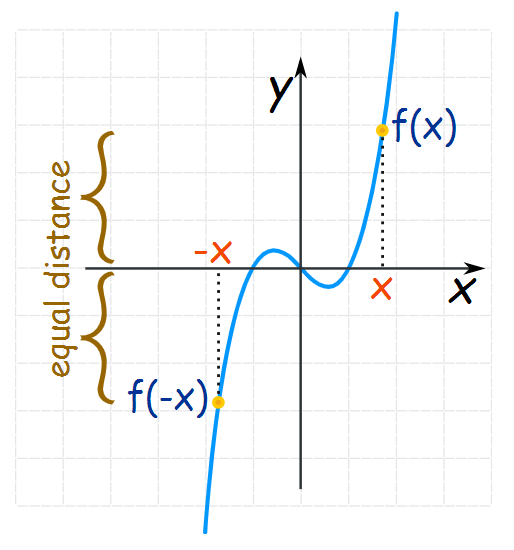 y
f(x)
equal distance
-x
x
x
f(-x)